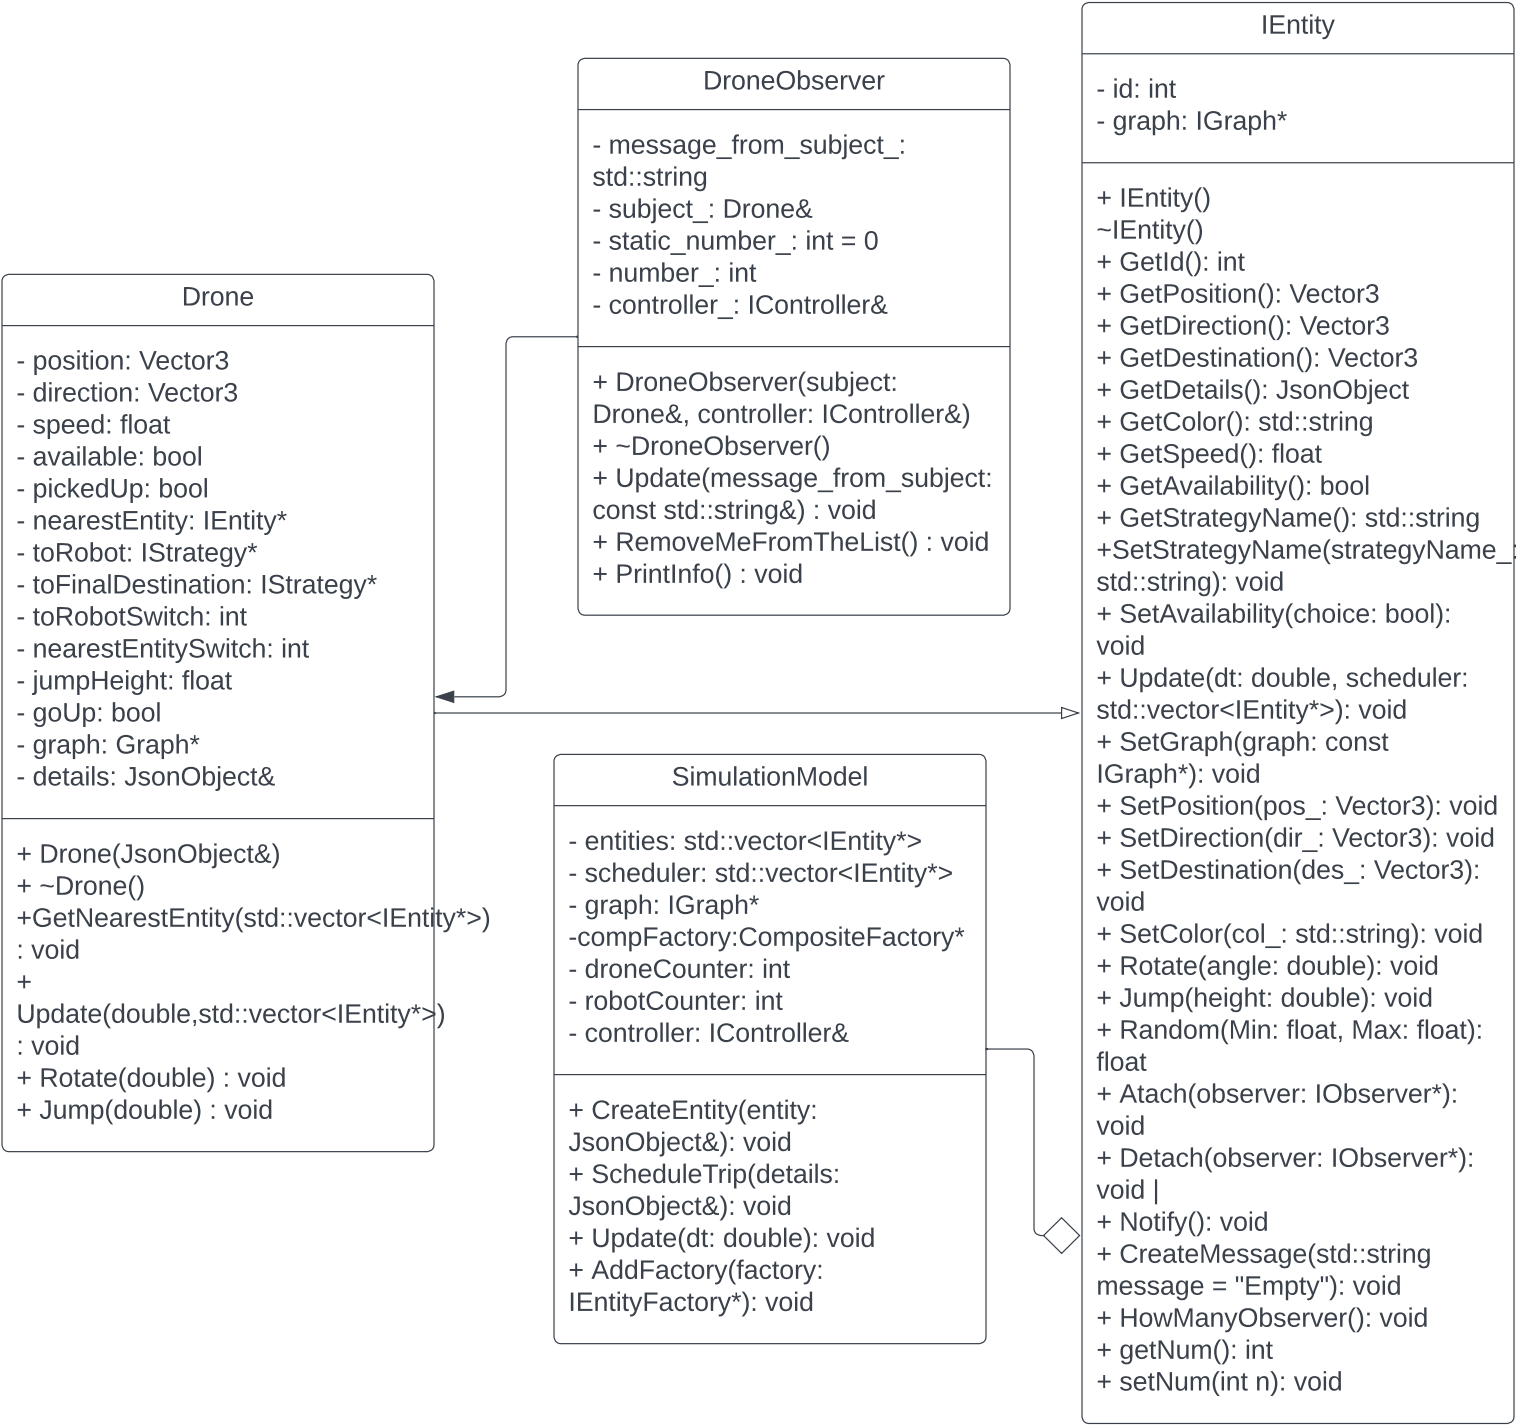 Drone
- position: Vector3
- direction: Vector3
- speed: float
- available: bool
- pickedUp: bool
- nearestEntity: IEntity*
- toRobot: IStrategy*
- toFinalDestination: IStrategy*
- toRobotSwitch: int
- nearestEntitySwitch: int
- jumpHeight: float
- goUp: bool
- graph: Graph*
- details: JsonObject&
+ Drone(JsonObject&)
+ ~Drone()
+GetNearestEntity(std::vector<IEntity*>)
: void
+
Update(double,std::vector<IEntity*>)
: void
+ Rotate(double) : void
+ Jump(double) : void
DroneObserver
- message_from_subject_:
std::string
- subject_: Drone&
- static_number_: int = 0
- number_: int
- controller_: IController&
+ DroneObserver(subject:
Drone&, controller: IController&)
+ ~DroneObserver()
+ Update(message_from_subject:
const std::string&) : void
+ RemoveMeFromTheList() : void
+ PrintInfo() : void
SimulationModel
- entities: std::vector<IEntity*>
- scheduler: std::vector<IEntity*>
- graph: IGraph*
-compFactory:CompositeFactory*
- droneCounter: int
- robotCounter: int
- controller: IController&
+ CreateEntity(entity:
JsonObject&): void
+ ScheduleTrip(details:
JsonObject&): void
+ Update(dt: double): void
+ AddFactory(factory:
IEntityFactory*): void
IEntity
- id: int
- graph: IGraph*
+ IEntity()
~IEntity()
+ GetId(): int
+ GetPosition(): Vector3
+ GetDirection(): Vector3
+ GetDestination(): Vector3
+ GetDetails(): JsonObject
+ GetColor(): std::string
+ GetSpeed(): float
+ GetAvailability(): bool
+ GetStrategyName(): std::string
+SetStrategyName(strategyName_:
std::string): void
+ SetAvailability(choice: bool):
void
+ Update(dt: double, scheduler:
std::vector<IEntity*>): void
+ SetGraph(graph: const
IGraph*): void
+ SetPosition(pos_: Vector3): void
+ SetDirection(dir_: Vector3): void
+ SetDestination(des_: Vector3):
void
+ SetColor(col_: std::string): void
+ Rotate(angle: double): void
+ Jump(height: double): void
+ Random(Min: float, Max: float):
float
+ Atach(observer: IObserver*):
void
+ Detach(observer: IObserver*):
void |
+ Notify(): void
+ CreateMessage(std::string
message = "Empty"): void
+ HowManyObserver(): void
+ getNum(): int
+ setNum(int n): void